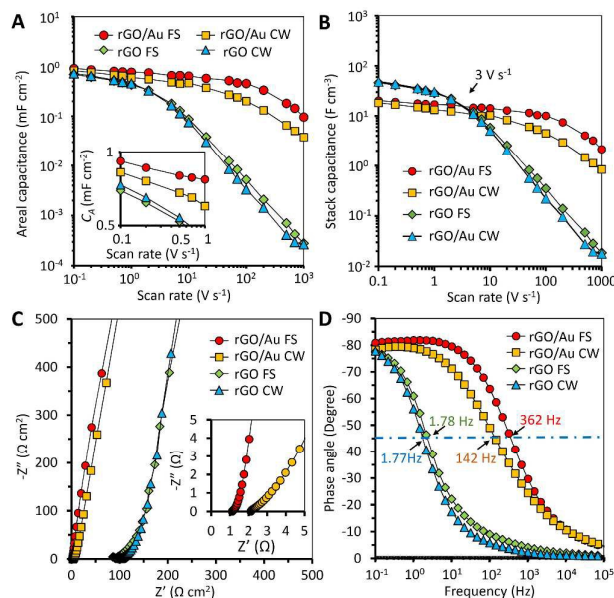 A
rGO/Au FS
rGO/Au CW
rGO FS
rGO CW
Areal capacitance (mF cm⁻²)
10¹
10⁰
10⁻¹
10⁻²
10⁻³
10⁻⁴
C_A (mF cm⁻²)
1
0.5
0.1
0.5
1
Scan rate (V s⁻¹)
10⁻¹
10⁰
10¹
10²
10³
Scan rate (V s⁻¹)
B
3 V s⁻¹
rGO/Au FS
rGO/Au CW
rGO FS
rGO/Au CW
Stack capacitance (F cm⁻³)
10³
10²
10¹
10⁰
10⁻¹
10⁻²
0.1
1
10
100
1000
Scan rate (V s⁻¹)
C
rGO/Au FS
rGO/Au CW
rGO FS
rGO CW
-Z″ (Ω cm²)
500
400
300
200
100
0
-Z″ (Ω)
5
4
3
2
1
0
0
1
2
3
4
5
Z′ (Ω)
0
100
200
300
400
500
Z′ (Ω cm²)
D
rGO/Au FS
rGO/Au CW
rGO FS
rGO CW
1.78 Hz
362 Hz
1.77Hz
142 Hz
Phase angle (Degree)
-90
-80
-70
-60
-50
-40
-30
-20
-10
0
10⁻¹
10⁰
10¹
10²
10³
10⁴
10⁵
Frequency (Hz)